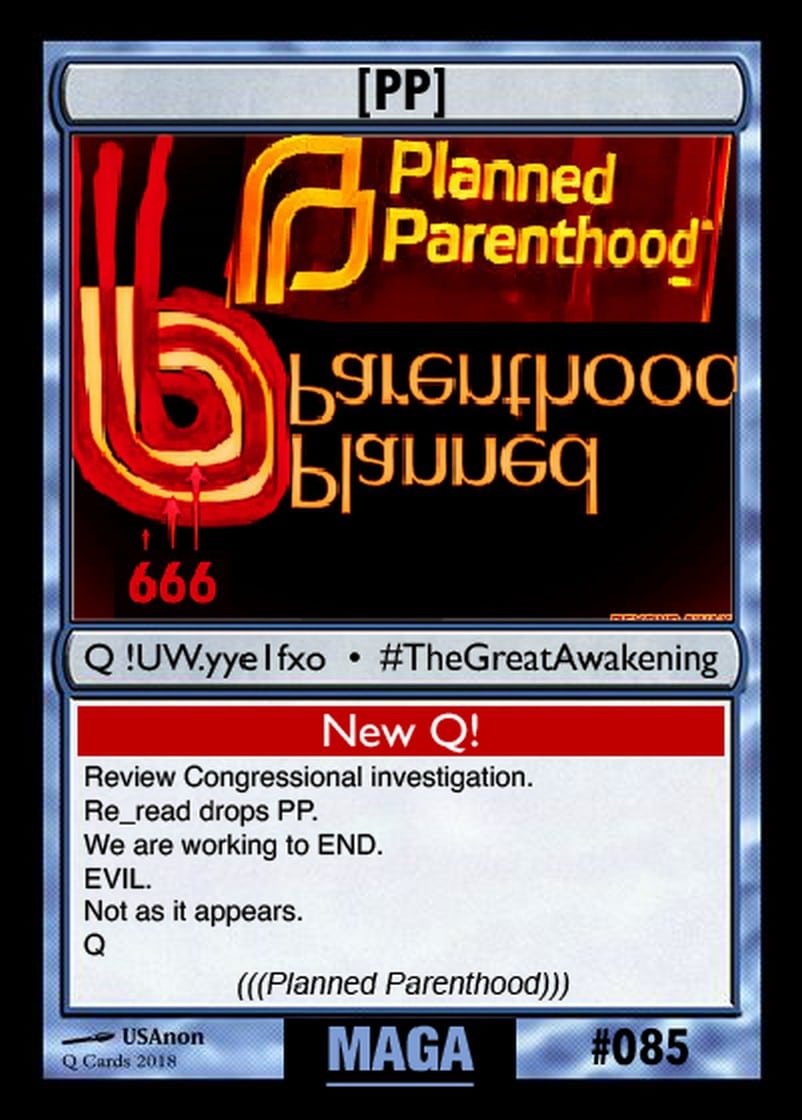 [PP]
Planned
Parenthood
Parenthood
Planned
666
Q !UW.yye1fxo • #TheGreatAwakening
New Q!
Review Congressional investigation.
Re_read drops PP.
We are working to END.
EVIL.
Not as it appears.
Q
(((Planned Parenthood)))
USAnon
Q Cards 2018
MAGA
#085